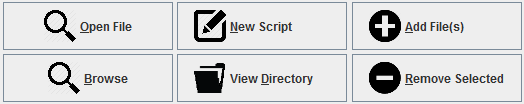 Open File
New Script
Add File(s)
Browse
View Directory
Remove Selected